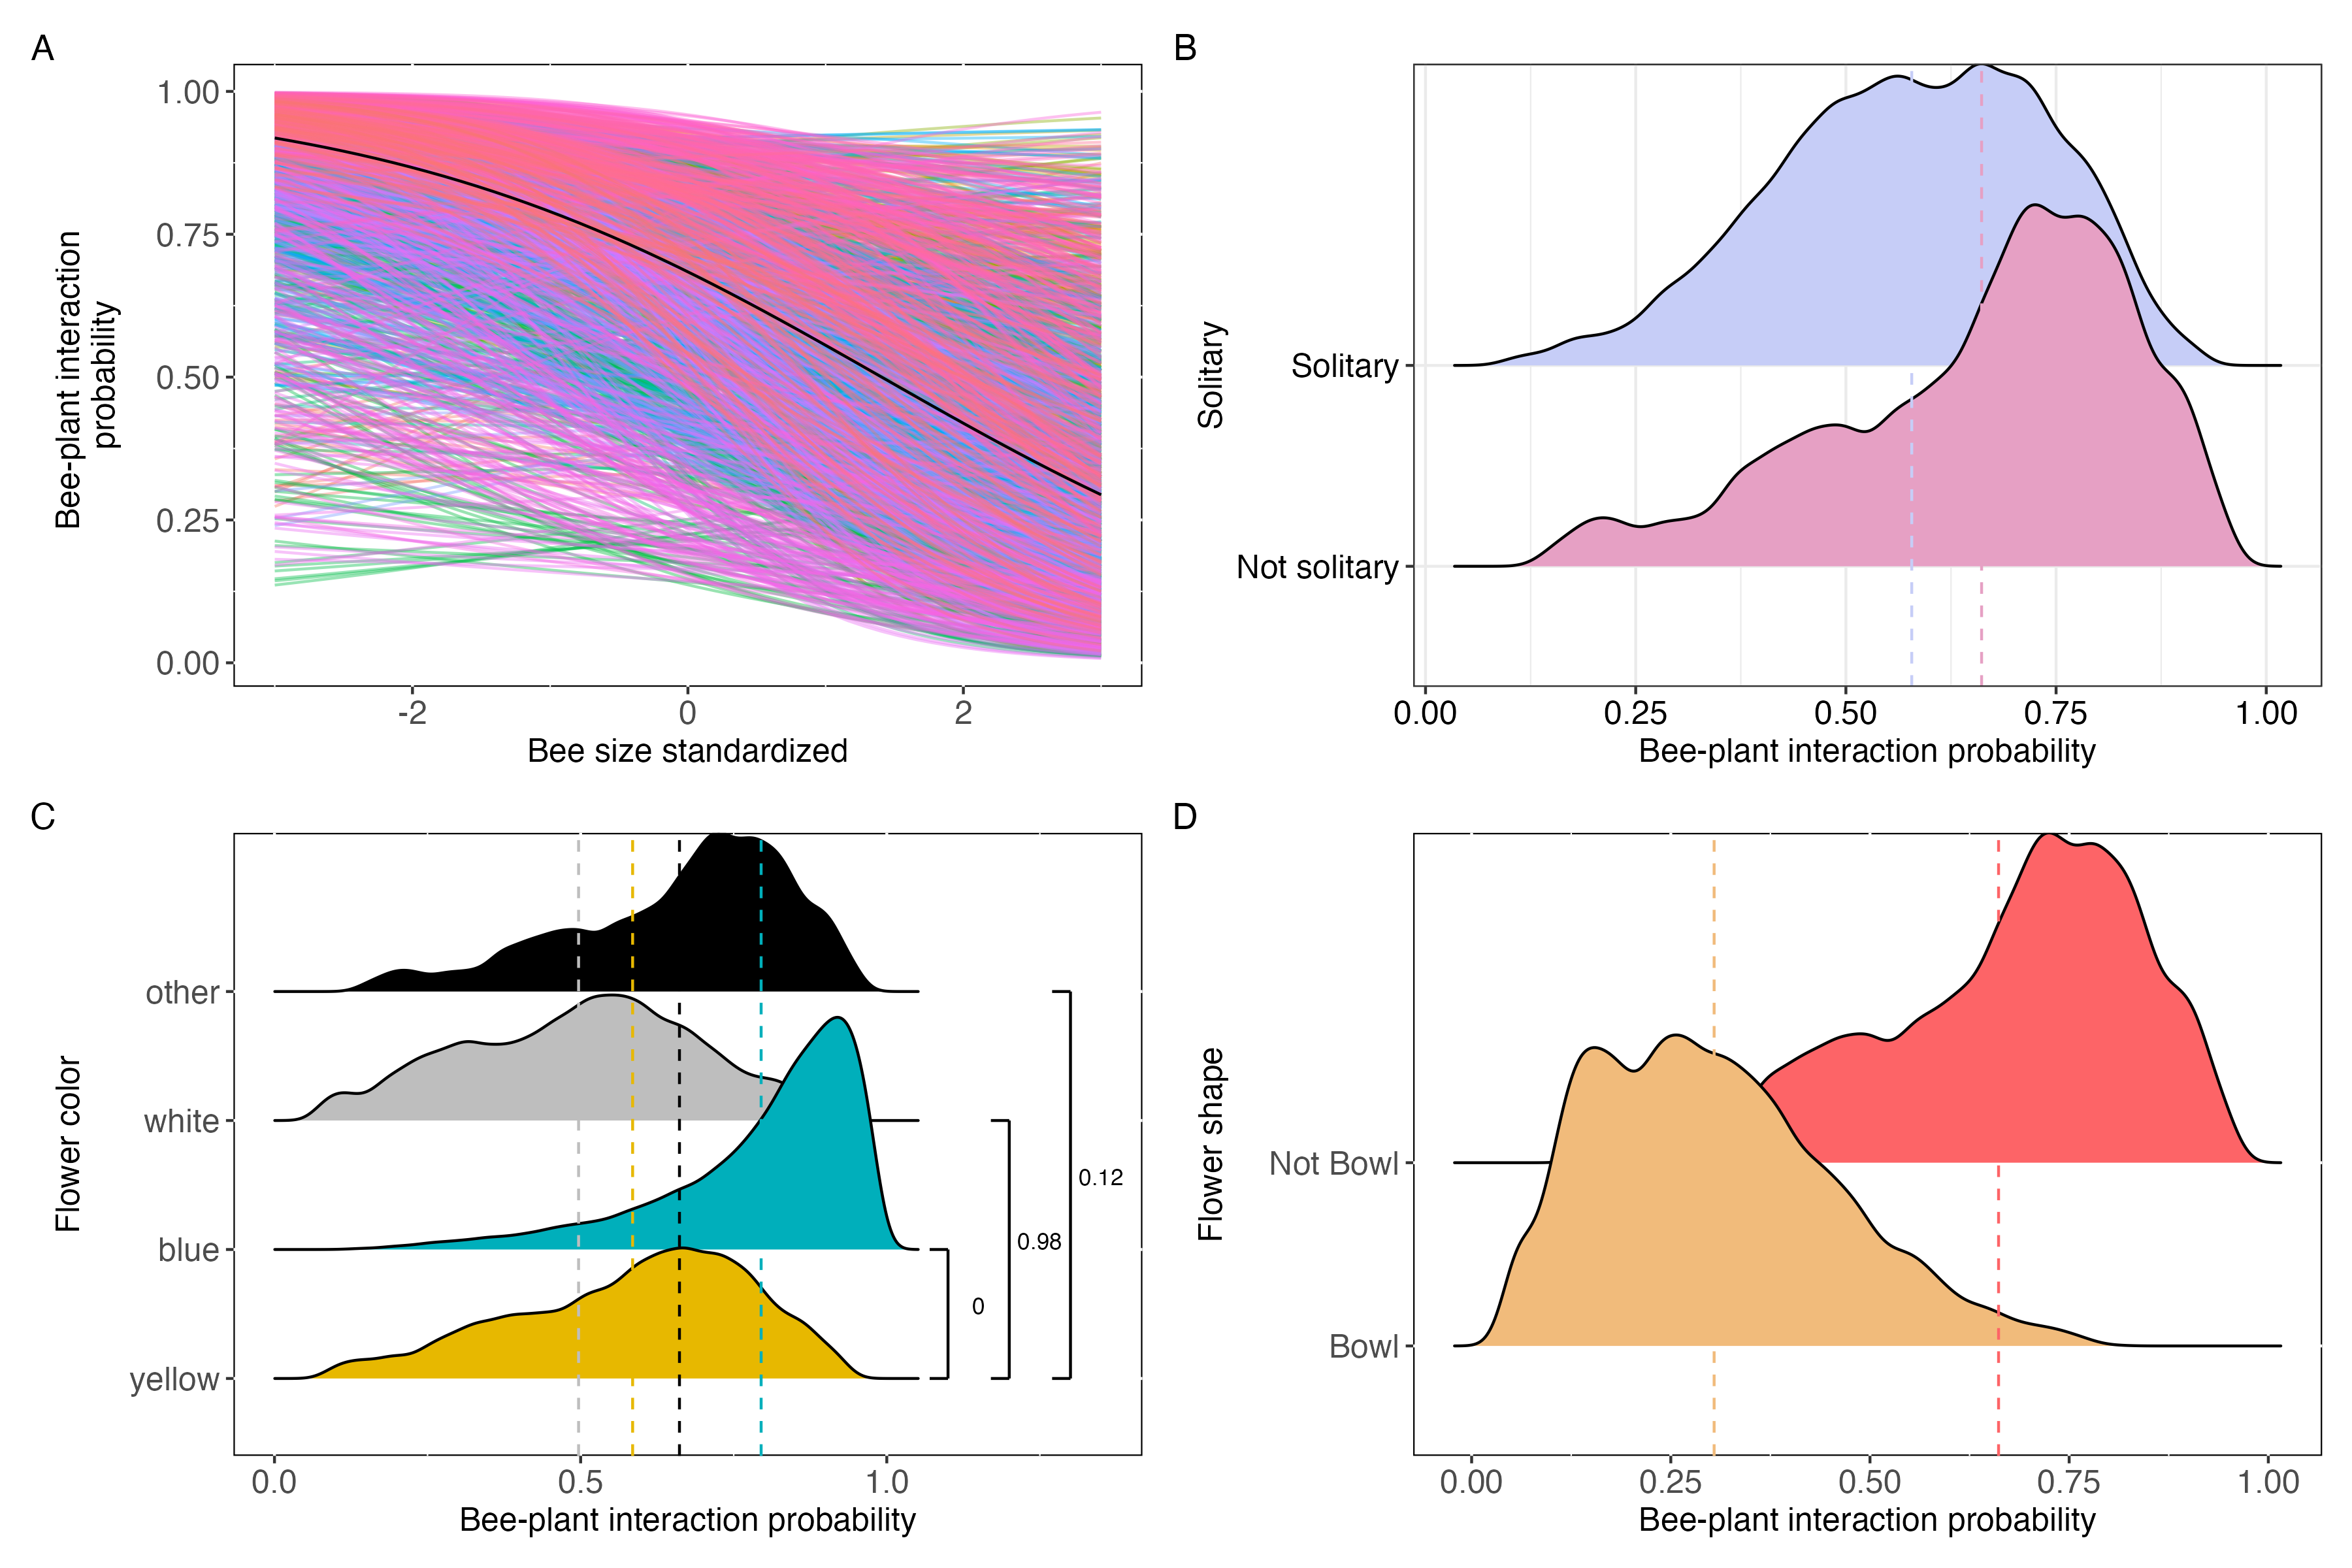 A
1.00
0.75
0.50
0.25
0.00
Bee-plant interaction
probability
-2
0
2
Bee size standardized
B
Solitary
Solitary
Not solitary
0.00
0.25
0.50
0.75
1.00
Bee-plant interaction probability
C
Flower color
other
white
blue
yellow
0.12
0.98
0
0.0
0.5
1.0
Bee-plant interaction probability
D
Flower shape
Not Bowl
Bowl
0.00
0.25
0.50
0.75
1.00
Bee-plant interaction probability